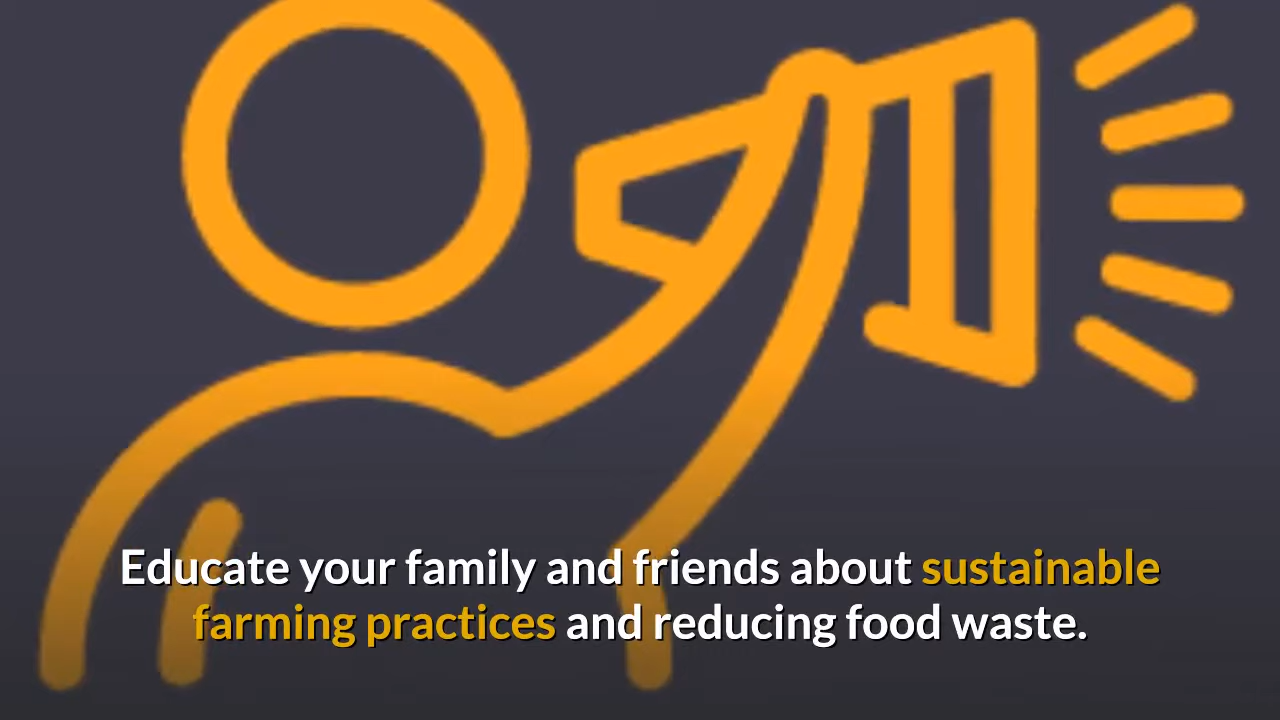 Educate your family and friends about sustainable
farming practices and reducing food waste.